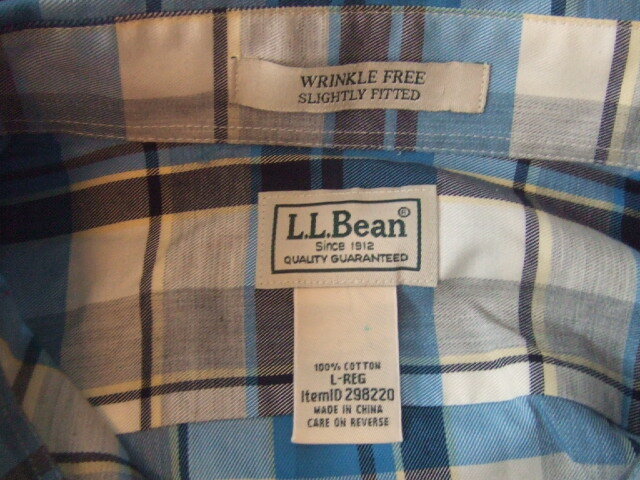 WRINKLE FREE
SLIGHTLY FITTED
L.L.Bean®
Since 1912
QUALITY GUARANTEED
100% COTTON
L-REG
ItemID 298220
MADE IN CHINA
CARE ON REVERSE